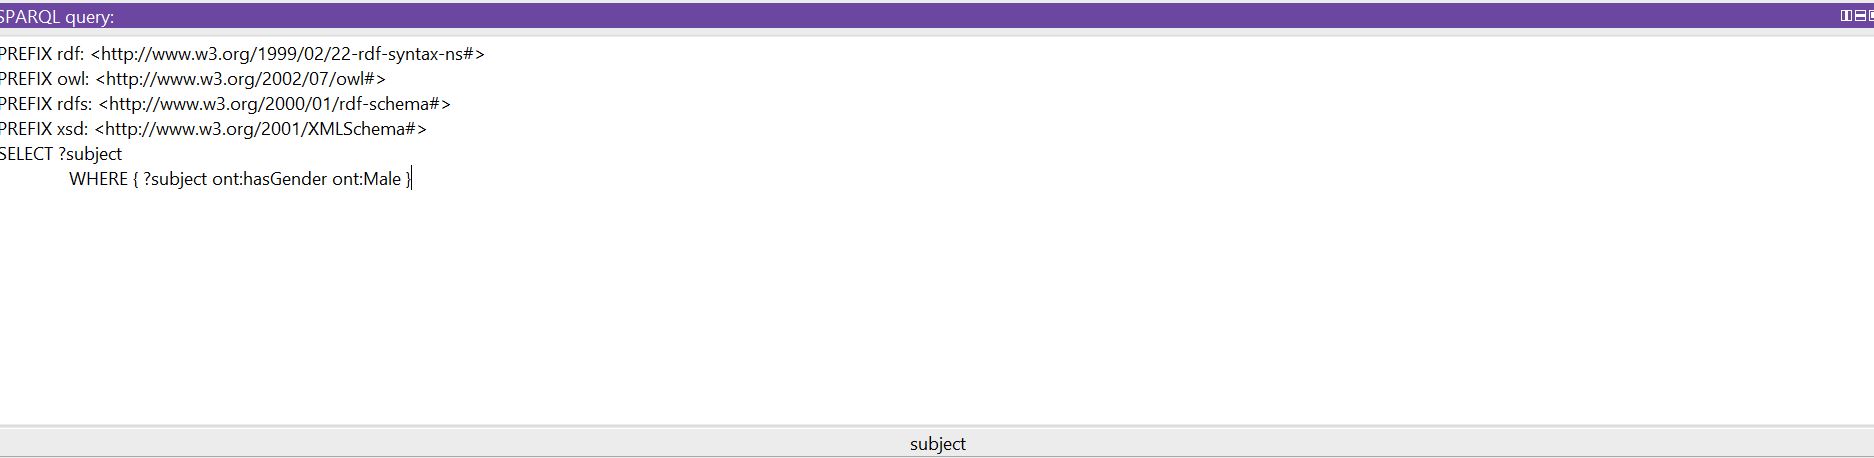 SPARQL query:
PREFIX rdf: <http://www.w3.org/1999/02/22-rdf-syntax-ns#>
PREFIX owl: <http://www.w3.org/2002/07/owl#>
PREFIX rdfs: <http://www.w3.org/2000/01/rdf-schema#>
PREFIX xsd: <http://www.w3.org/2001/XMLSchema#>
SELECT ?subject
WHERE { ?subject ont:hasGender ont:Male }
subject